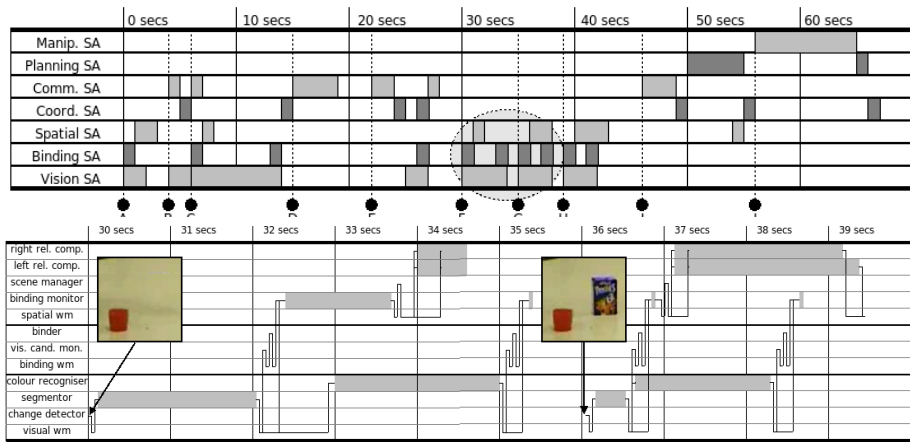 0 secs 10 secs 20 secs 30 secs 40 secs 50 secs 60 secs
Manip. SA
Planning SA
Comm. SA
Coord. SA
Spatial SA
Binding SA
Vision SA
30 secs 31 secs 32 secs 33 secs 34 secs 35 secs 36 secs 37 secs 38 secs 39 secs
right rel. comp.
left rel. comp.
scene manager
binding monitor
spatial wm
binder
vis. cand. mon.
binding wm
colour recogniser
segmentor
change detector
visual wm